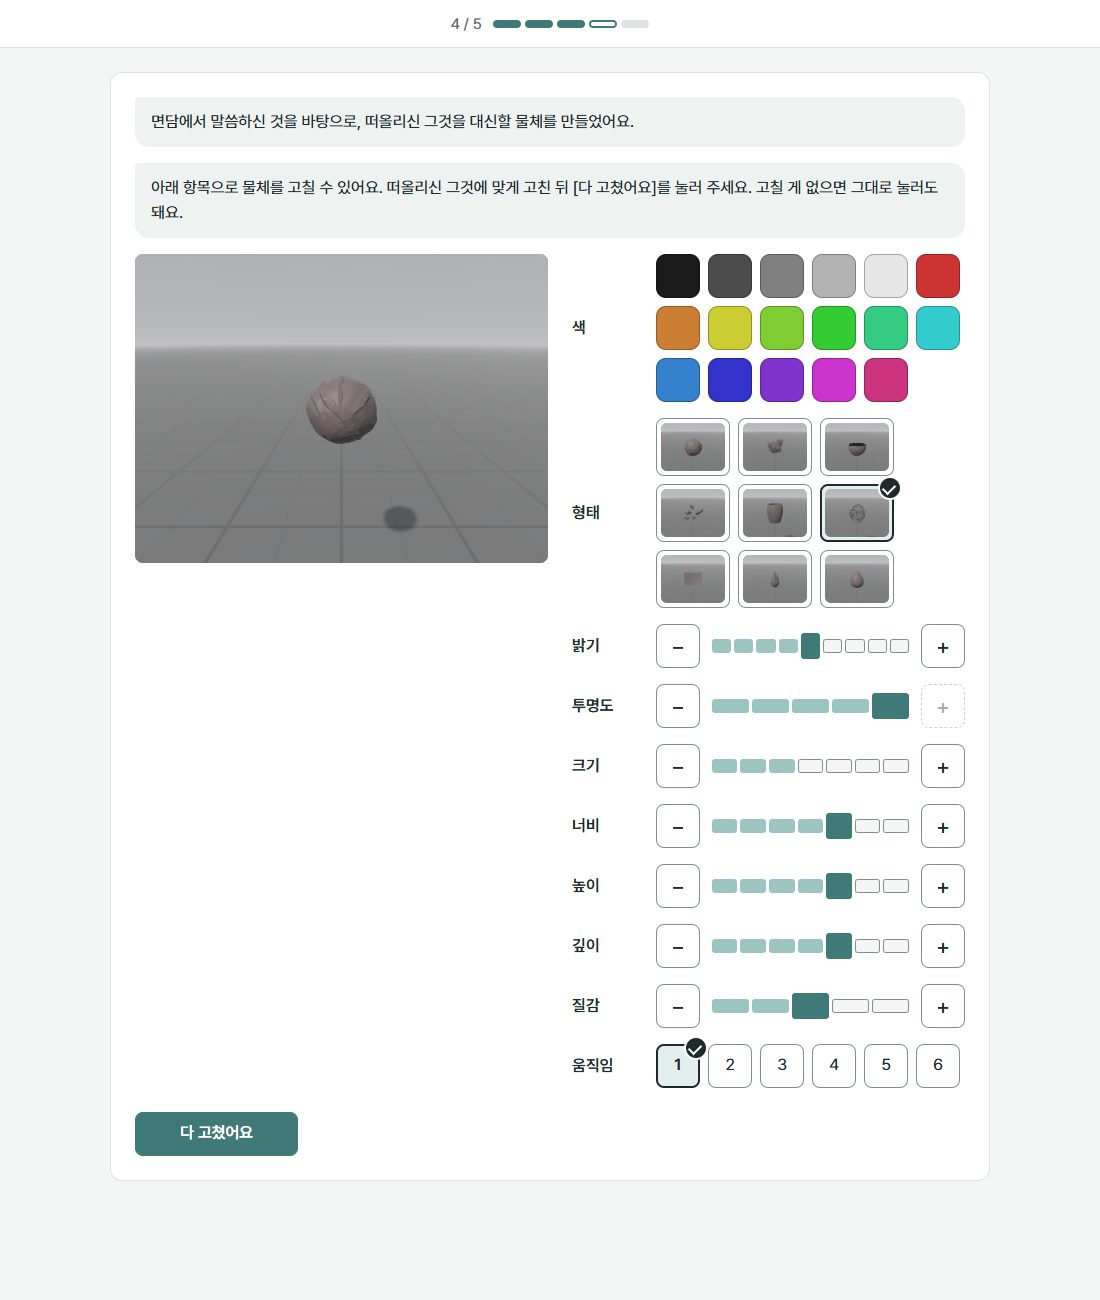 4 / 5
면담에서 말씀하신 것을 바탕으로, 떠올리신 그것을 대신할 물체를 만들었어요.
아래 항목으로 물체를 고칠 수 있어요. 떠올리신 그것에 맞게 고친 뒤 [다 고쳤어요]를 눌러 주세요. 고칠 게 없으면 그대로 눌러도
돼요.
색
형태
밝기
− +
투명도
− +
크기
− +
너비
− +
높이
− +
깊이
− +
질감
− +
움직임
1 2 3 4 5 6
다 고쳤어요